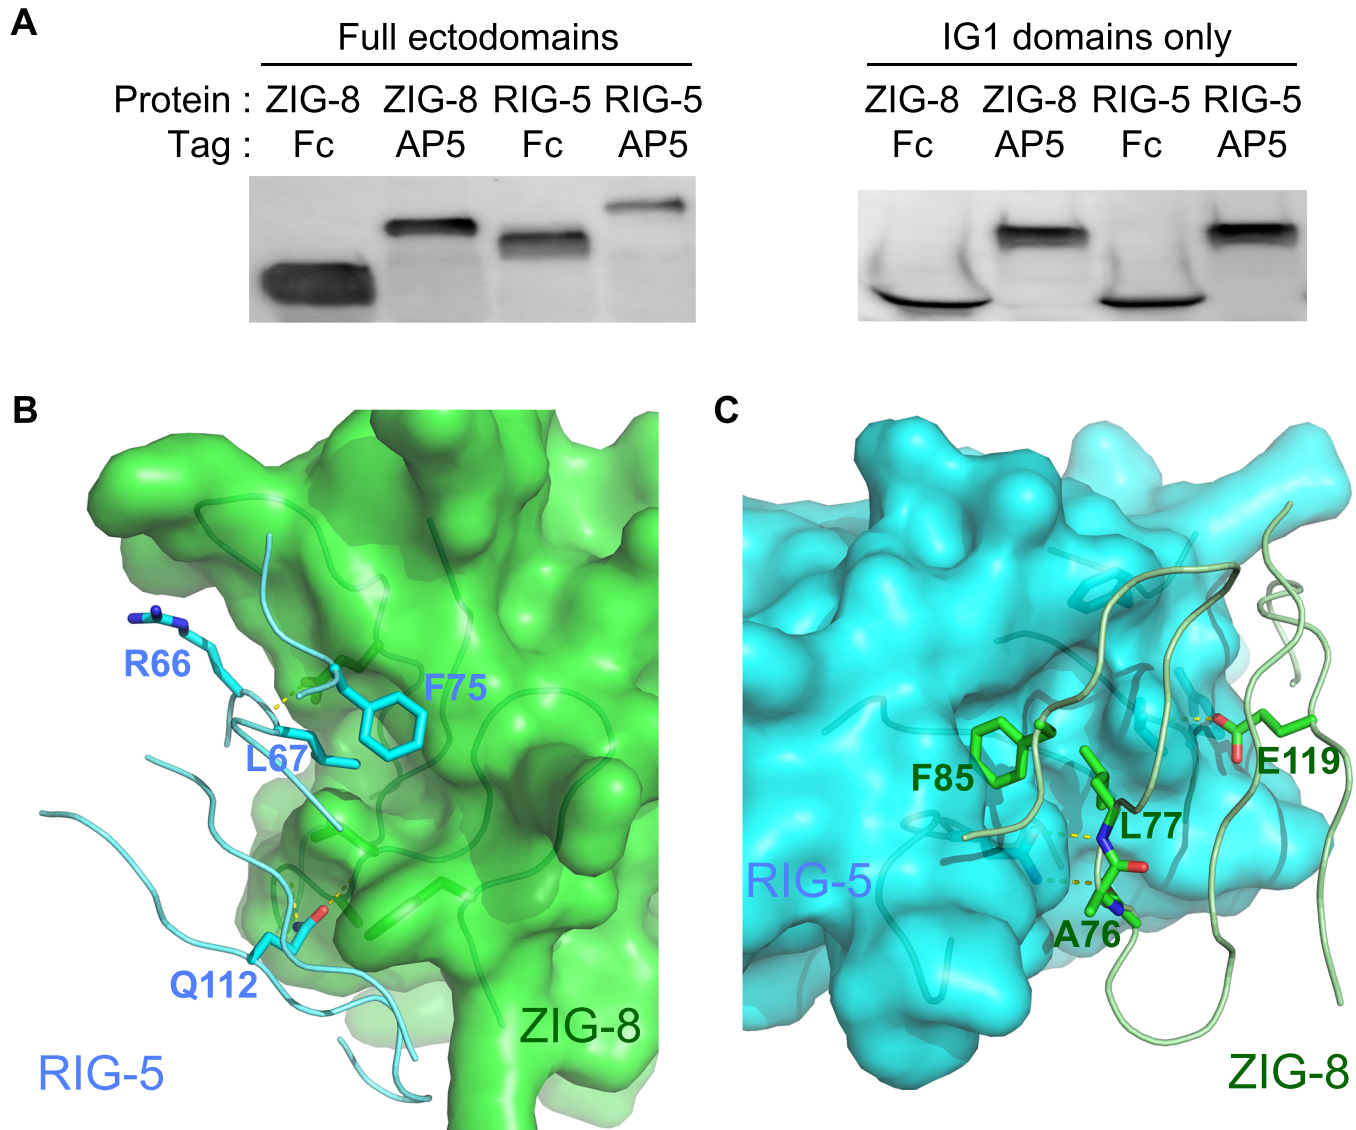 A
Full ectodomains
IG1 domains only
Protein : ZIG-8 ZIG-8 RIG-5 RIG-5
ZIG-8 ZIG-8 RIG-5 RIG-5
Tag : Fc AP5 Fc AP5
Fc AP5 Fc AP5
B
R66
F75
L67
Q112
ZIG-8
RIG-5
C
F85
E119
L77
RIG-5
A76
ZIG-8